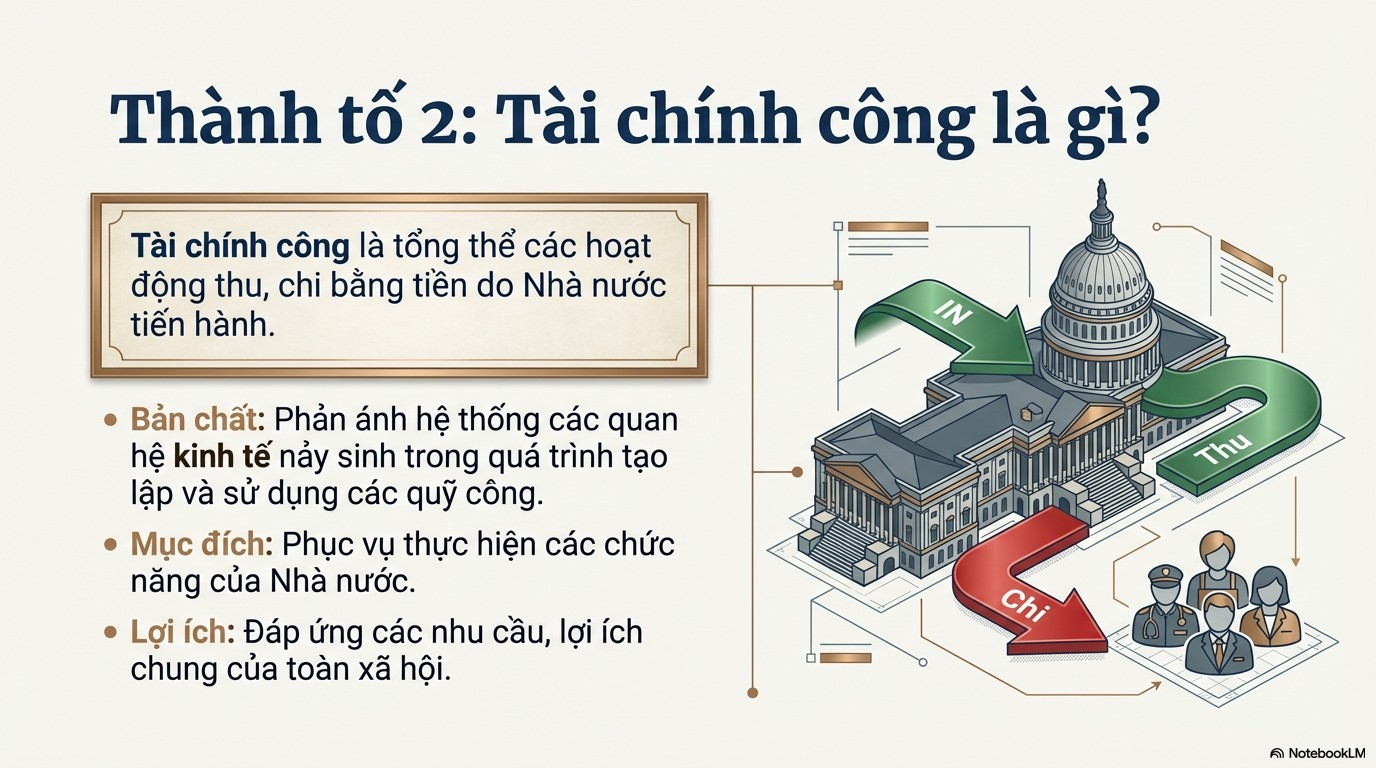 Thành tố 2: Tài chính công là gì?
Tài chính công là tổng thể các hoạt
động thu, chi bằng tiền do Nhà nước
tiến hành.
• Bản chất: Phản ánh hệ thống các quan
hệ kinh tế nảy sinh trong quá trình tạo
lập và sử dụng các quỹ công.
• Mục đích: Phục vụ thực hiện các chức
năng của Nhà nước.
• Lợi ích: Đáp ứng các nhu cầu, lợi ích
chung của toàn xã hội.
IN
Thu
Chi
NotebookLM